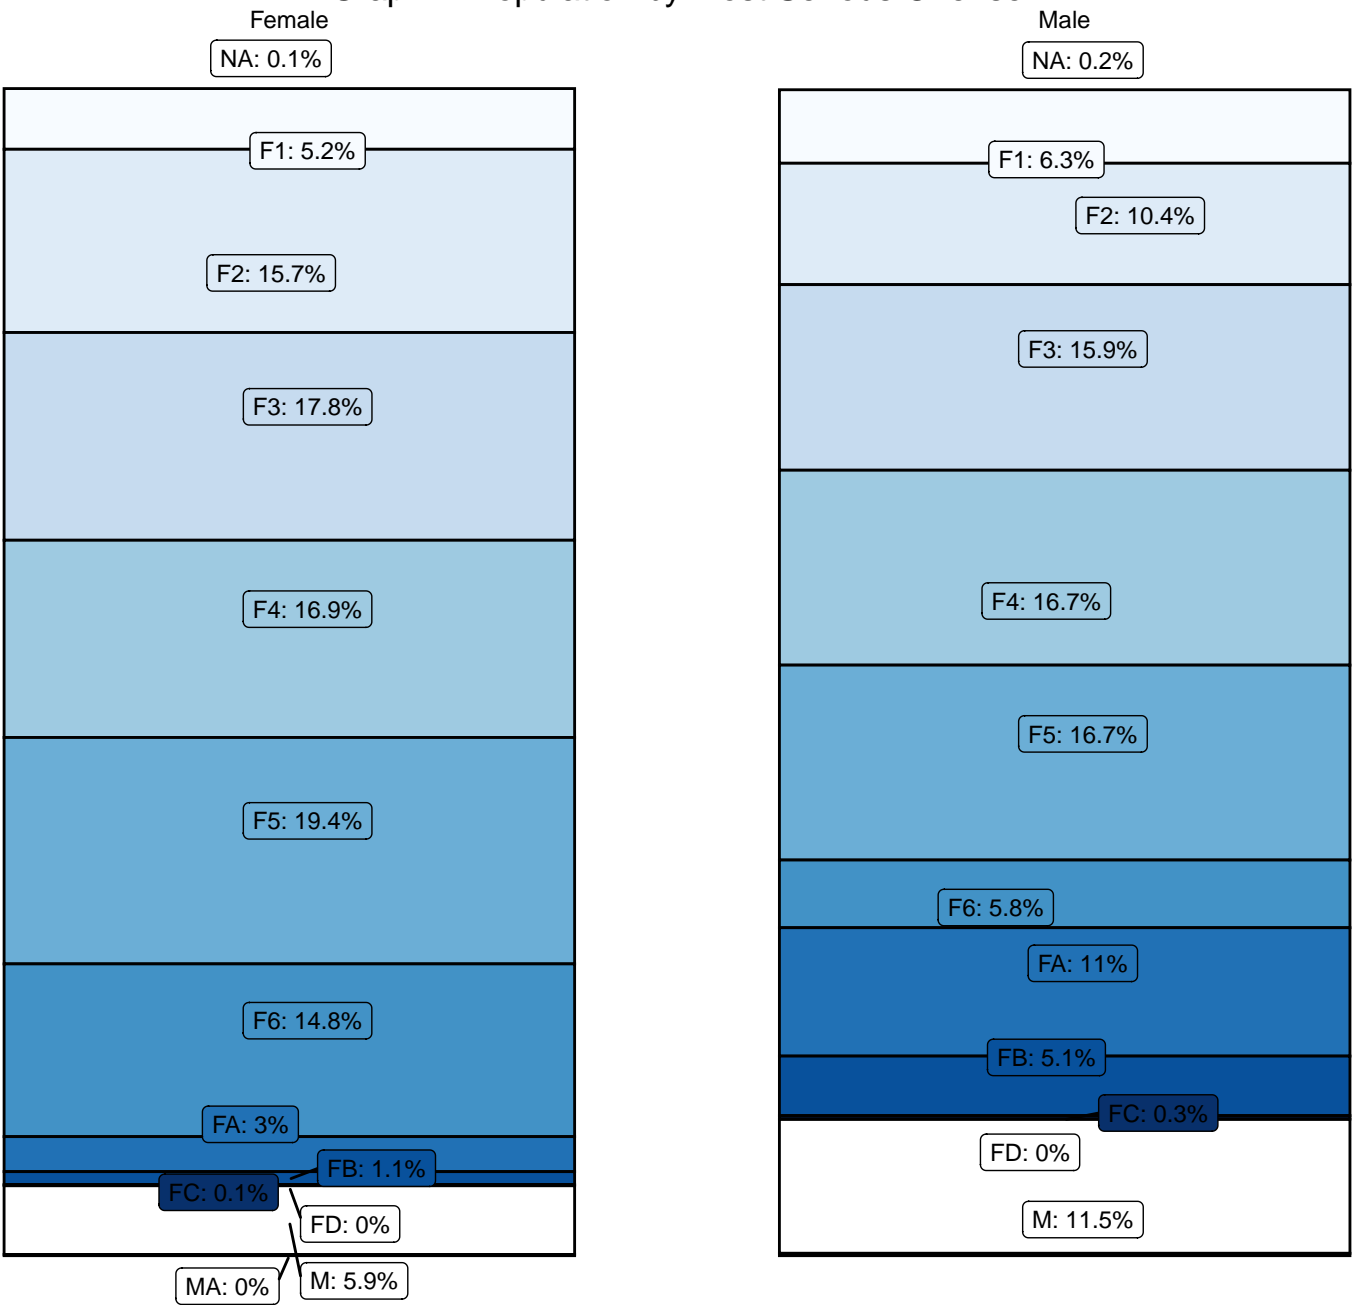 Female
NA: 0.1%
F1: 5.2%
F2: 15.7%
F3: 17.8%
F4: 16.9%
F5: 19.4%
F6: 14.8%
FA: 3%
FB: 1.1%
FC: 0.1%
FD: 0%
M: 5.9%
MA: 0%
Male
NA: 0.2%
F1: 6.3%
F2: 10.4%
F3: 15.9%
F4: 16.7%
F5: 16.7%
F6: 5.8%
FA: 11%
FB: 5.1%
FC: 0.3%
FD: 0%
M: 11.5%